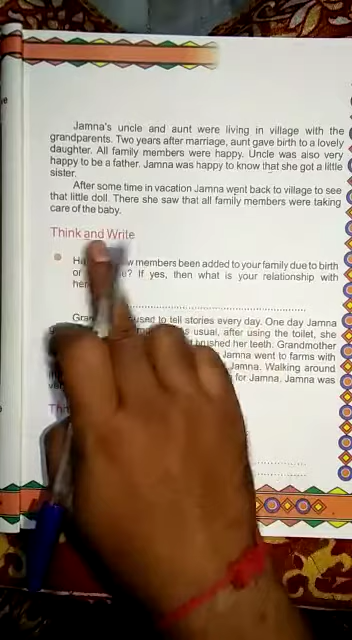 Jamna's uncle and aunt were living in village with the
grandparents. Two years after marriage, aunt gave birth to a lovely
daughter. All family members were happy. Uncle was also very
happy to be a father. Jamna was happy to know that she got a little
sister.
After some time in vacation Jamna went back to village to see
that little doll. There she saw that all family members were taking
care of the baby.
Think and Write
members been added to your family due to birth
or If yes, then what is your relationship with
used to tell stories every day. One day Jamna
usual, after using the toilet, she
brushed her teeth. Grandmother
Jamna went to farms with
Jamna. Walking around
for Jamna. Jamna was